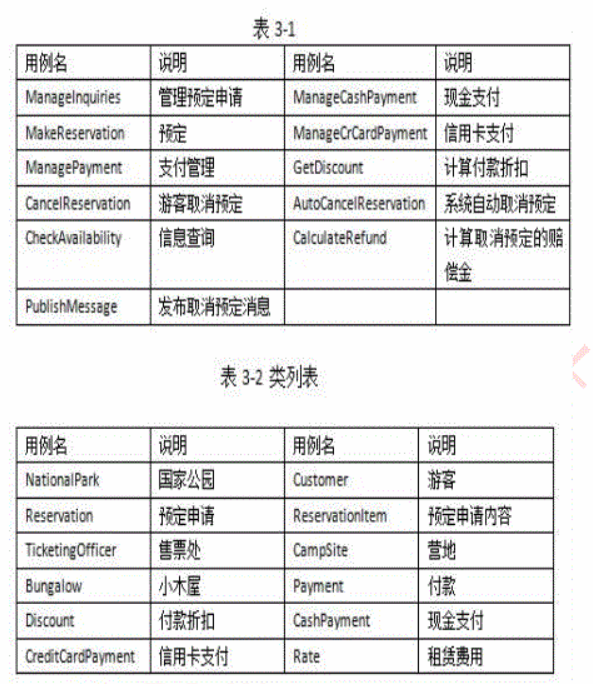 表 3-1
用例名 说明 用例名 说明
ManageInquiries 管理预定申请 ManageCashPayment 现金支付
MakeReservation 预定 ManageCrCardPayment 信用卡支付
ManagePayment 支付管理 GetDiscount 计算付款折扣
CancelReservation 游客取消预定 AutoCancelReservation 系统自动取消预定
CheckAvailability 信息查询 CalculateRefund 计算取消预定的赔
偿金
PublishMessage 发布取消预定消息
表 3-2 类列表
用例名 说明 用例名 说明
NationalPark 国家公园 Customer 游客
Reservation 预定申请 ReservationItem 预定申请内容
TicketingOfficer 售票处 CampSite 营地
Bungalow 小木屋 Payment 付款
Discount 付款折扣 CashPayment 现金支付
CreditCardPayment 信用卡支付 Rate 租赁费用